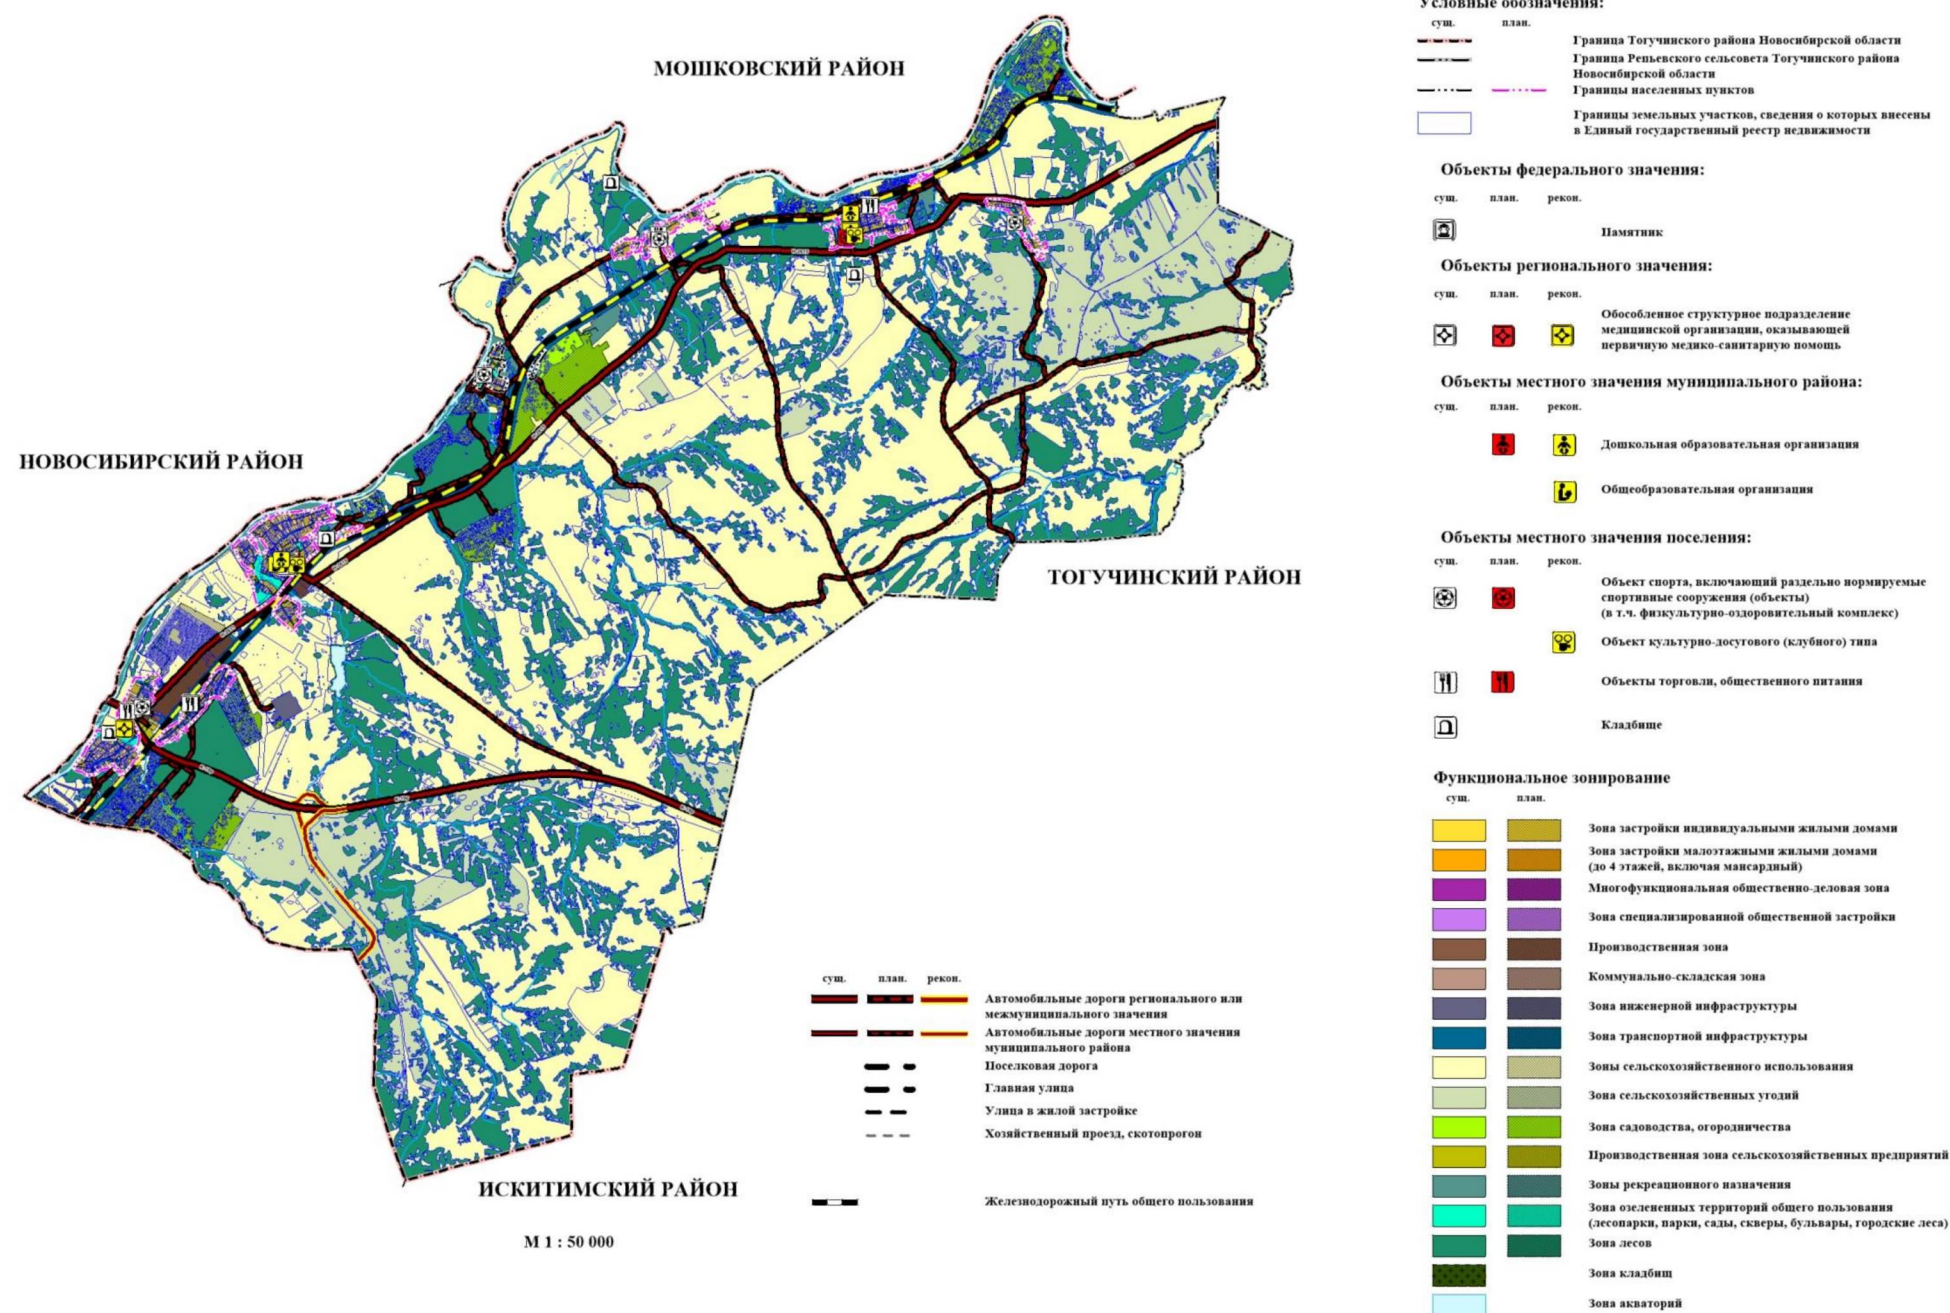 Условные обозначения:
сущ. план.
Граница Тогучинского района Новосибирской области
Граница Репьевского сельсовета Тогучинского района
Новосибирской области
Границы населенных пунктов
Границы земельных участков, сведения о которых внесены
в Единый государственный реестр недвижимости
Объекты федерального значения:
сущ. план. рекон.
Памятник
Объекты регионального значения:
сущ. план. рекон.
Обособленное структурное подразделение
медицинской организации, оказывающей
первичную медико-санитарную помощь
Объекты местного значения муниципального района:
сущ. план. рекон.
Дошкольная образовательная организация
Общеобразовательная организация
Объекты местного значения поселения:
сущ. план. рекон.
Объект спорта, включающий раздельно нормируемые
спортивные сооружения (объекты)
(в т.ч. физкультурно-оздоровительный комплекс)
Объект культурно-досугового (клубного) типа
Объекты торговли, общественного питания
Кладбище
Функциональное зонирование
сущ. план.
Зона застройки индивидуальными жилыми домами
Зона застройки малоэтажными жилыми домами
(до 4 этажей, включая мансардный)
Многофункциональная общественно-деловая зона
Зона специализированной общественной застройки
Производственная зона
Коммунально-складская зона
Зона инженерной инфраструктуры
Зона транспортной инфраструктуры
Зоны сельскохозяйственного использования
Зона сельскохозяйственных угодий
Зона садоводства, огородничества
Производственная зона сельскохозяйственных предприятий
Зоны рекреационного назначения
Зона озелененных территорий общего пользования
(лесопарки, парки, сады, скверы, бульвары, городские леса)
Зона лесов
Зона кладбищ
Зона акваторий
МОШКОВСКИЙ РАЙОН
НОВОСИБИРСКИЙ РАЙОН
ТОГУЧИНСКИЙ РАЙОН
ИСКИТИМСКИЙ РАЙОН
М 1 : 50 000
сущ. план. рекон.
Автомобильные дороги регионального или
межмуниципального значения
Автомобильные дороги местного значения
муниципального района
Поселковая дорога
Главная улица
Улица в жилой застройке
Хозяйственный проезд, скотопрогон
Железнодорожный путь общего пользования